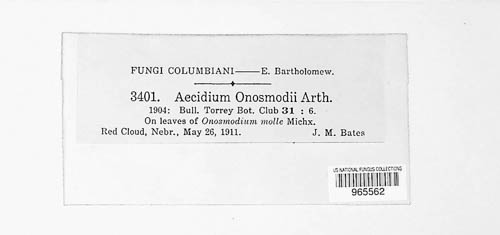 FUNGI COLUMBIANI—E. Bartholomew.
3401. Aecidium Onosmodii Arth.
1904: Bull. Torrey Bot. Club 31 : 6.
On leaves of Onosmodium molle Michx.
Red Cloud, Nebr., May 26, 1911. J. M. Bates
US NATIONAL FUNGUS COLLECTIONS
965562